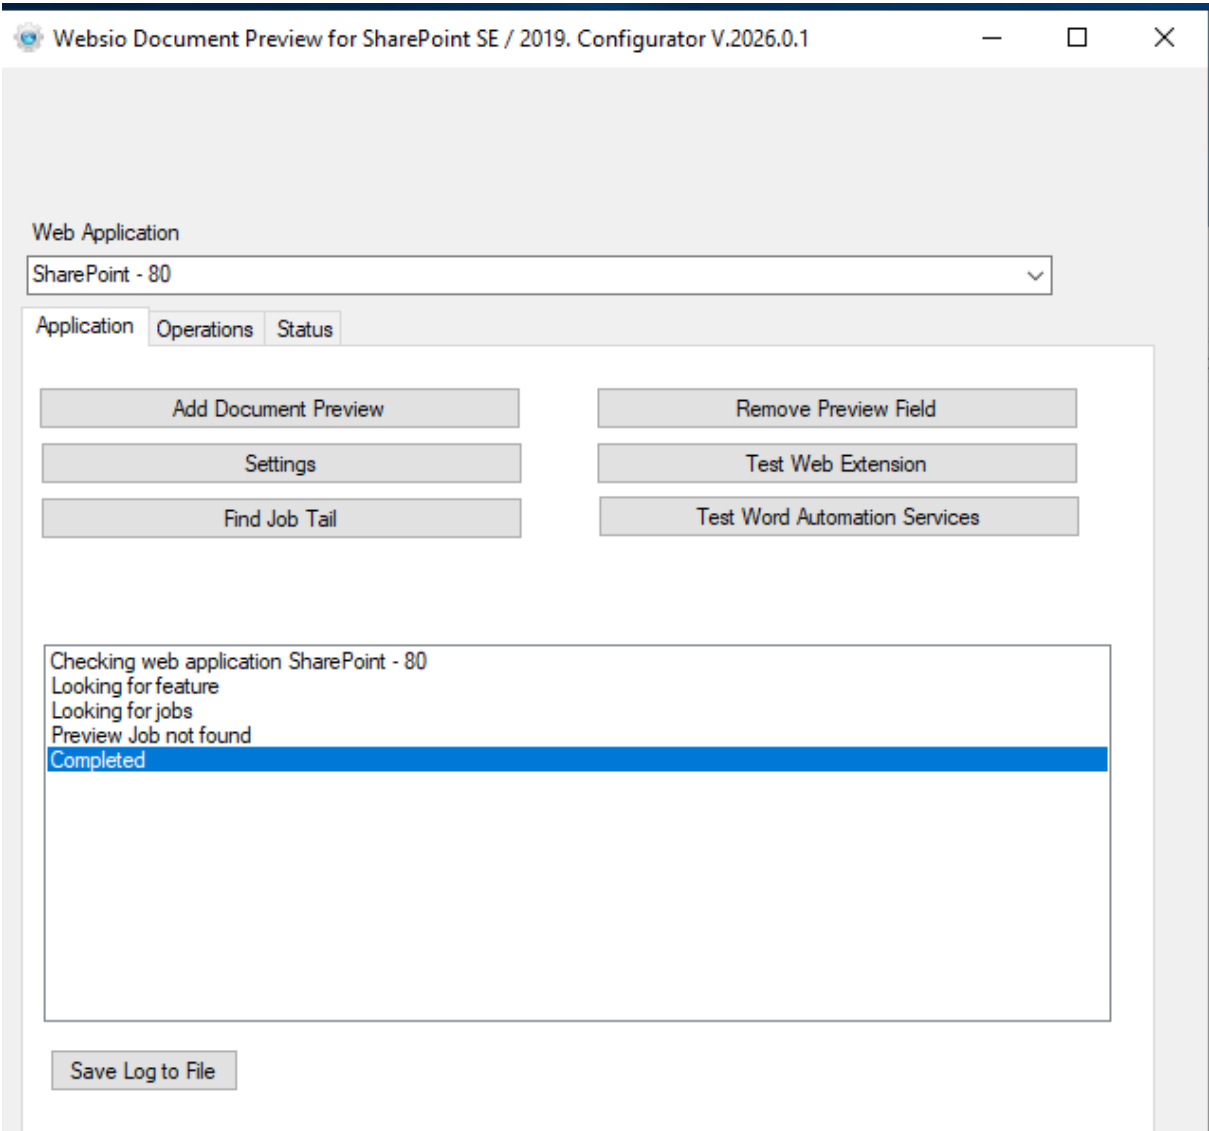 Websio Document Preview for SharePoint SE / 2019. Configurator V.2026.0.1
Web Application
SharePoint - 80
Application Operations Status
Add Document Preview Remove Preview Field
Settings Test Web Extension
Find Job Tail Test Word Automation Services
Checking web application SharePoint - 80
Looking for feature
Looking for jobs
Preview Job not found
Completed
Save Log to File